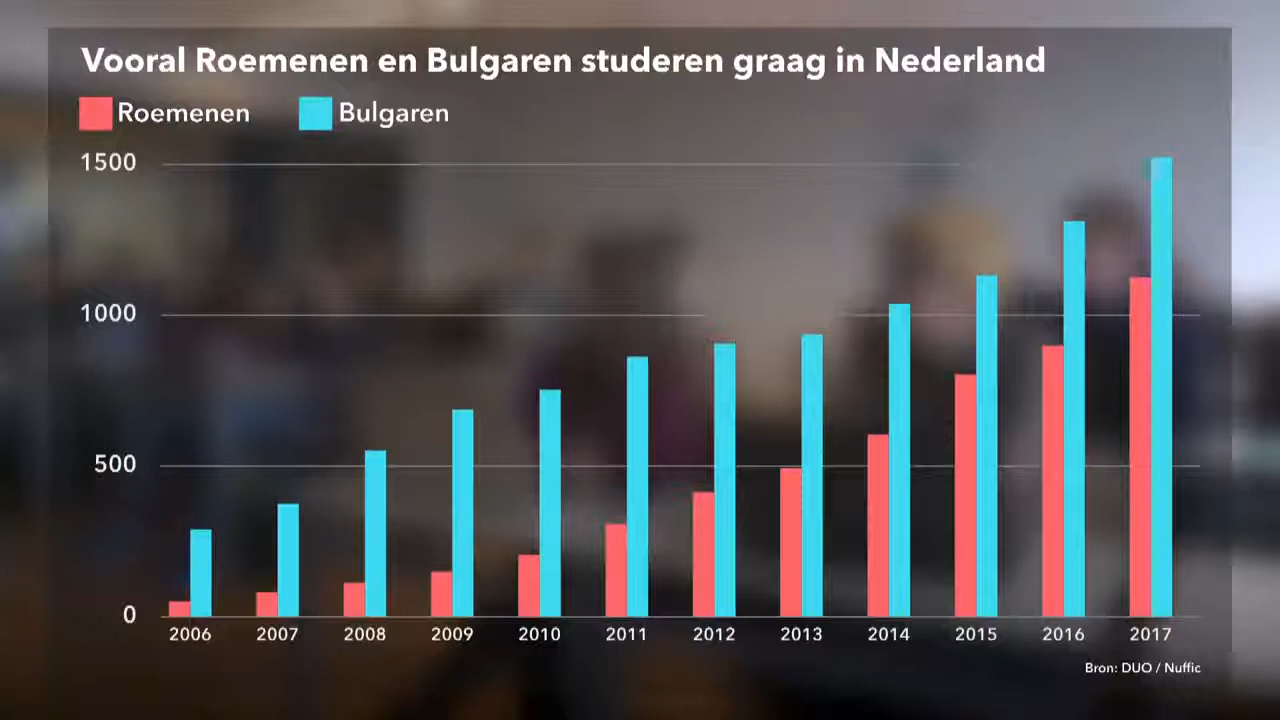 Vooral Roemenen en Bulgaren studeren graag in Nederland
Roemenen Bulgaren
1500
1000
500
0
2006 2007 2008 2009 2010 2011 2012 2013 2014 2015 2016 2017
Bron: DUO / Nuffic